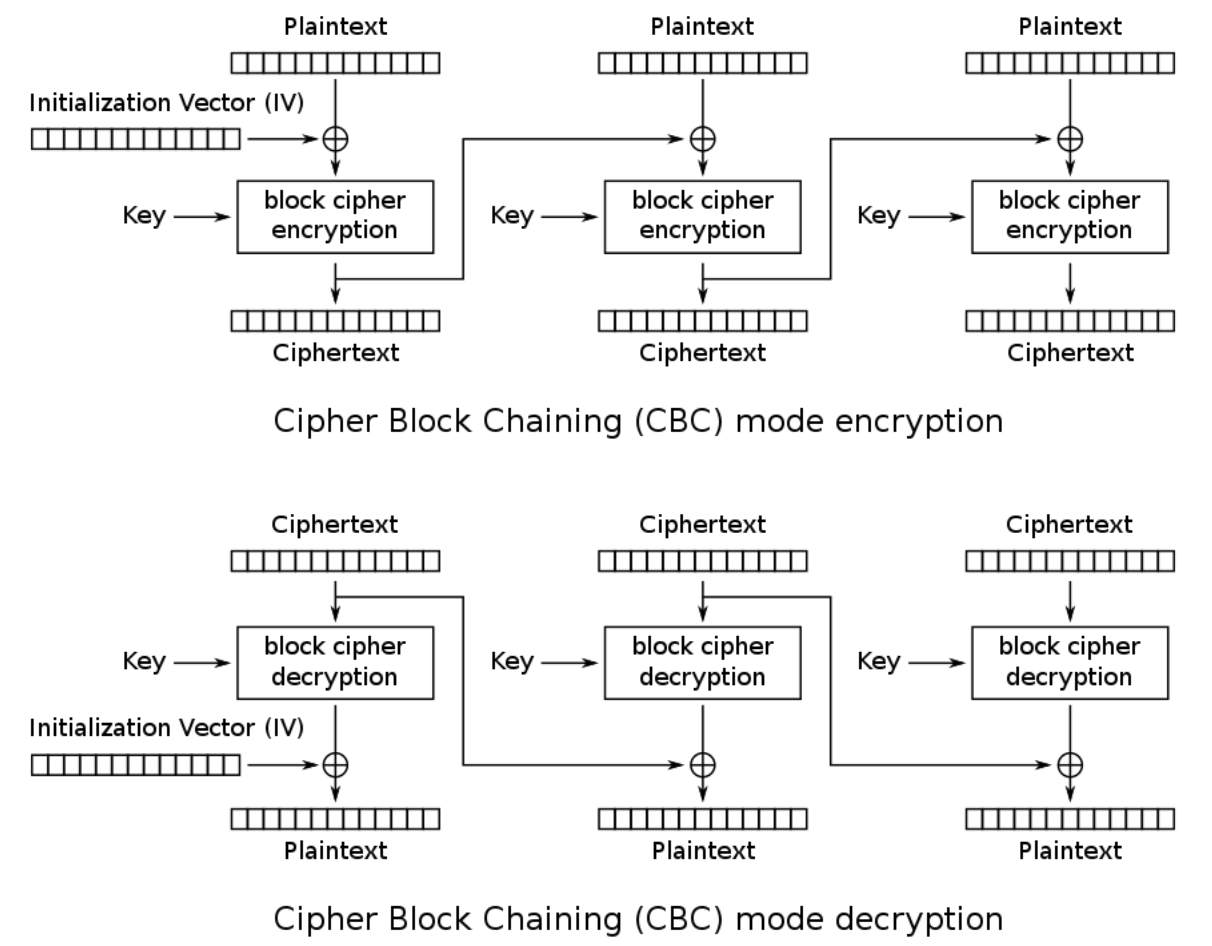 Plaintext Plaintext Plaintext
Initialization Vector (IV)
Key block cipher encryption Key block cipher encryption Key block cipher encryption
Ciphertext Ciphertext Ciphertext
Cipher Block Chaining (CBC) mode encryption
Ciphertext Ciphertext Ciphertext
Key block cipher decryption Key block cipher decryption Key block cipher decryption
Initialization Vector (IV)
Plaintext Plaintext Plaintext
Cipher Block Chaining (CBC) mode decryption